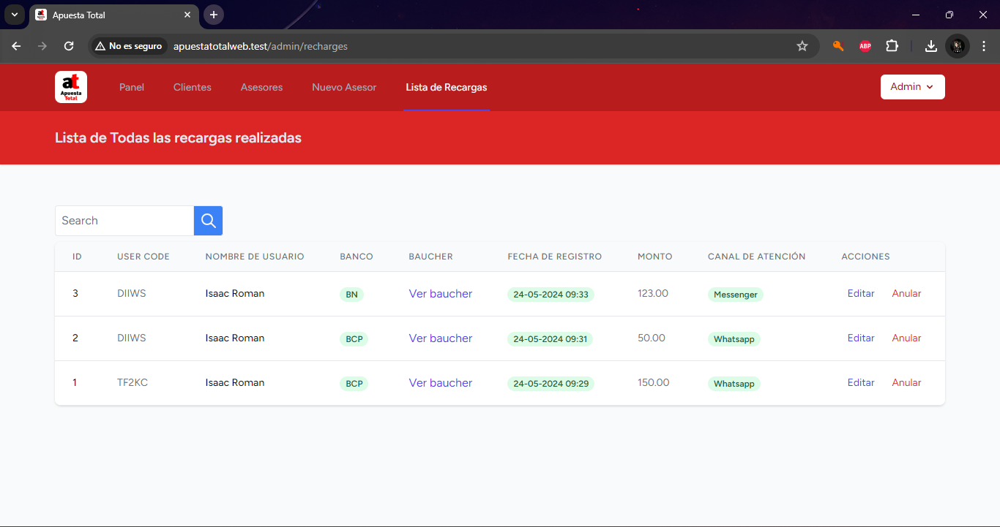 Apuesta Total
No es seguro apuestatotalweb.test/admin/recharges ABP
at Apuesta Total Panel Clientes Asesores Nuevo Asesor Lista de Recargas Admin
Lista de Todas las recargas realizadas
Search
ID USER CODE NOMBRE DE USUARIO BANCO BAUCHER FECHA DE REGISTRO MONTO CANAL DE ATENCIÓN ACCIONES
3 DIIWS Isaac Roman BN Ver baucher 24-05-2024 09:33 123.00 Messenger Editar Anular
2 DIIWS Isaac Roman BCP Ver baucher 24-05-2024 09:31 50.00 Whatsapp Editar Anular
1 TF2KC Isaac Roman BCP Ver baucher 24-05-2024 09:29 150.00 Whatsapp Editar Anular